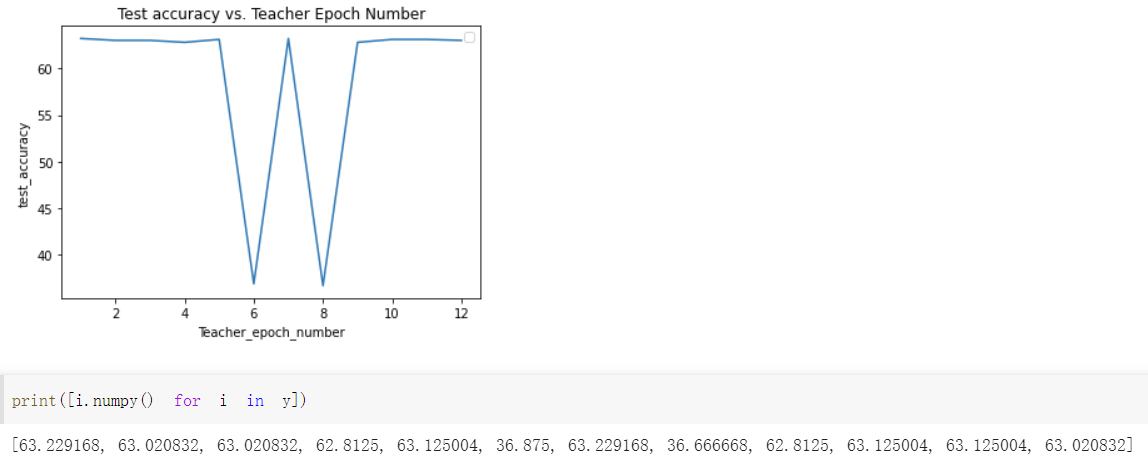 Test accuracy vs. Teacher Epoch Number
60
55
50
45
40
test_accuracy
2 4 6 8 10 12
Teacher_epoch_number
print([i.numpy() for i in y])
[63.229168, 63.020832, 63.020832, 62.8125, 63.125004, 36.875, 63.229168, 36.666668, 62.8125, 63.125004, 63.125004, 63.020832]